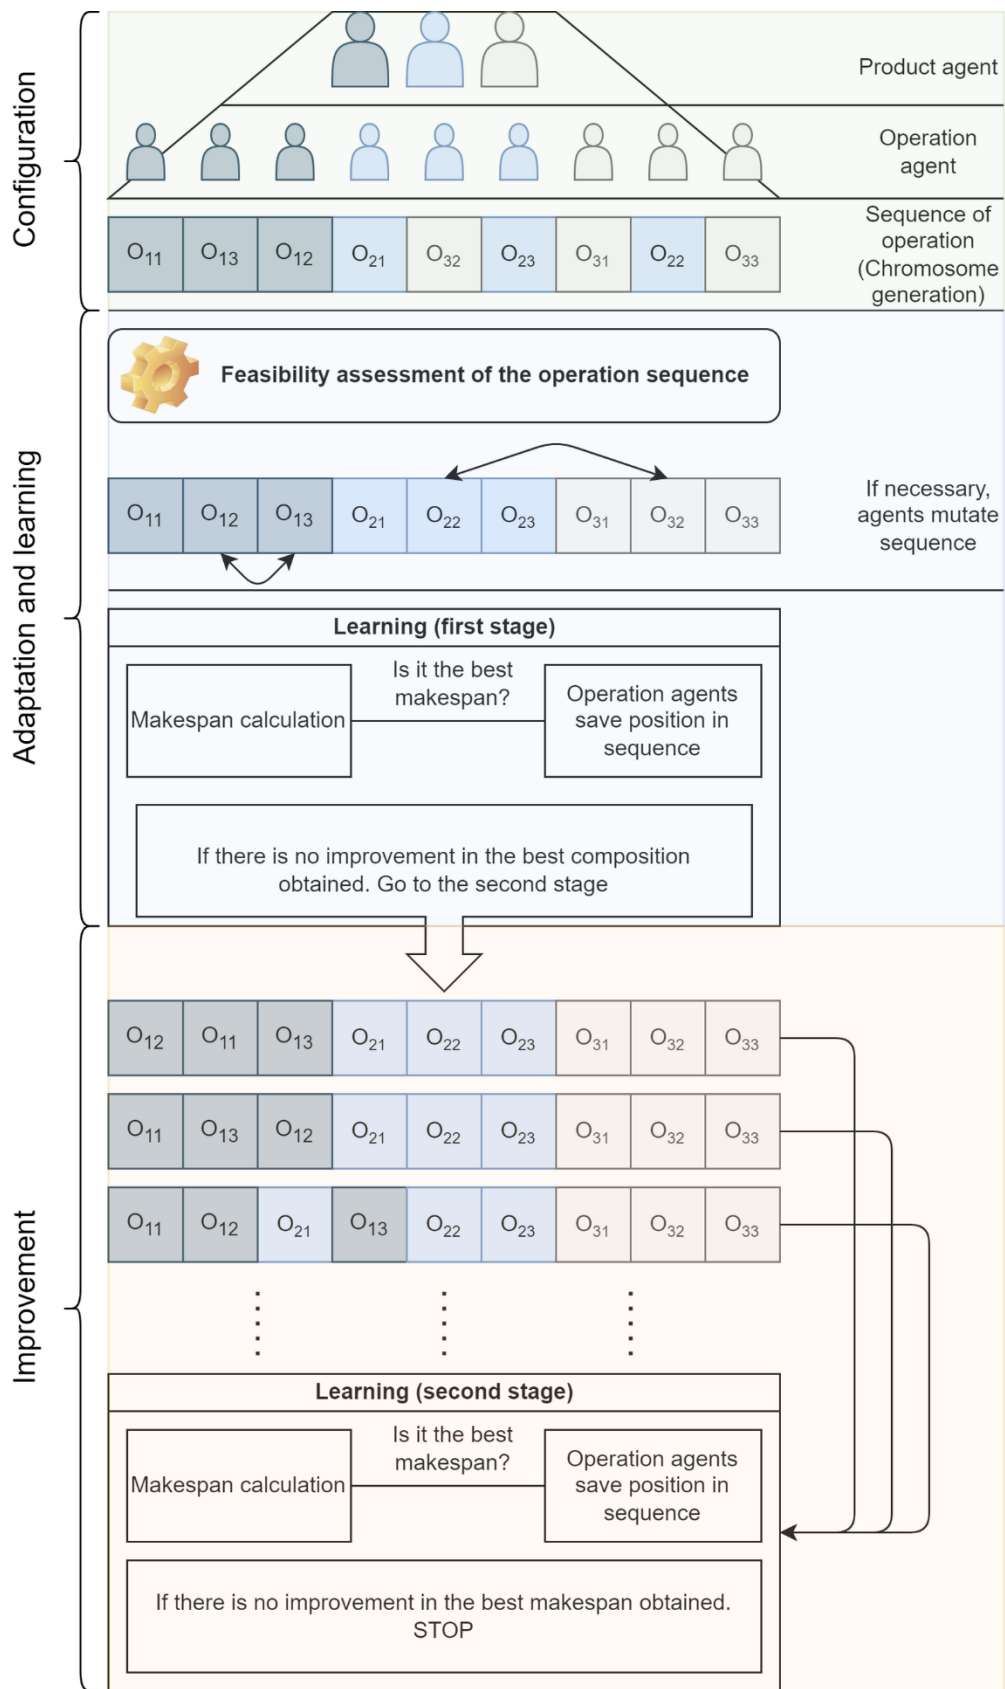 Configuration
Product agent
Operation
agent
O11 O13 O12 O21 O32 O23 O31 O22 O33
Sequence of
operation
(Chromosome
generation)
Adaptation and learning
Feasibility assessment of the operation sequence
O11 O12 O13 O21 O22 O23 O31 O32 O33
If necessary,
agents mutate
sequence
Learning (first stage)
Makespan calculation
Is it the best
makespan?
Operation agents
save position in
sequence
If there is no improvement in the best composition
obtained. Go to the second stage
Improvement
O12 O11 O13 O21 O22 O23 O31 O32 O33
O11 O13 O12 O21 O22 O23 O31 O32 O33
O11 O12 O21 O13 O22 O23 O31 O32 O33
Learning (second stage)
Makespan calculation
Is it the best
makespan?
Operation agents
save position in
sequence
If there is no improvement in the best makespan obtained.
STOP